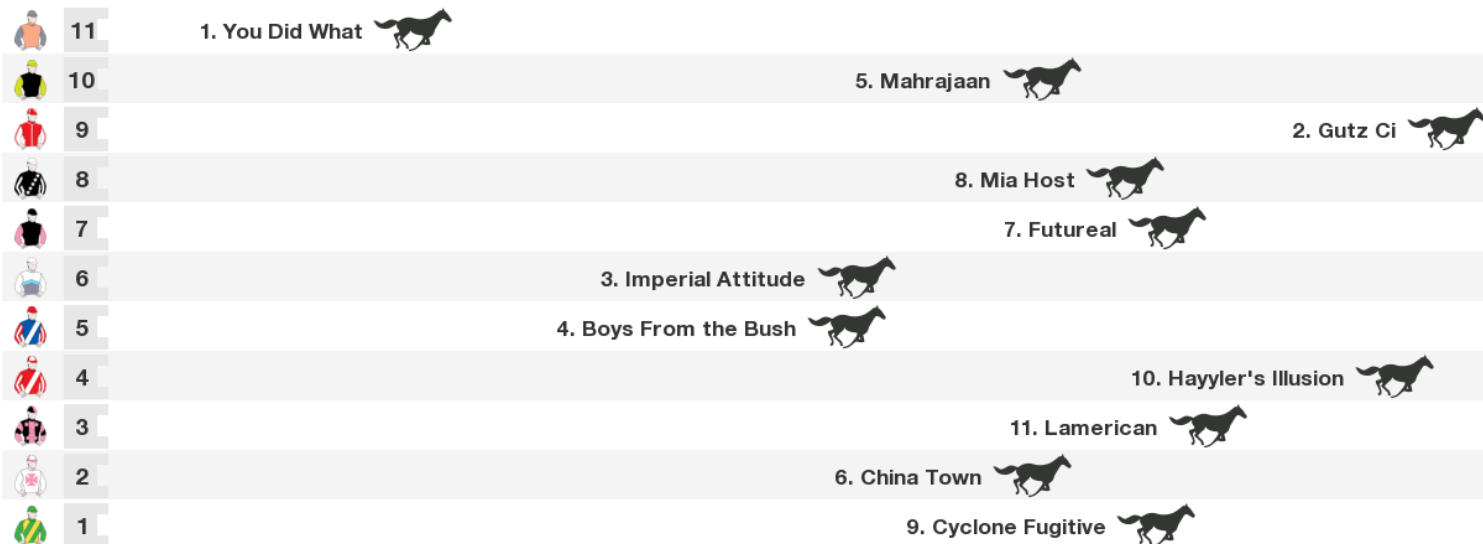 11 1. You Did What
10 5. Mahrajaan
9 2. Gutz Ci
8 8. Mia Host
7 7. Futureal
6 3. Imperial Attitude
5 4. Boys From the Bush
4 10. Hayyler's Illusion
3 11. Lamerican
2 6. China Town
1 9. Cyclone Fugitive